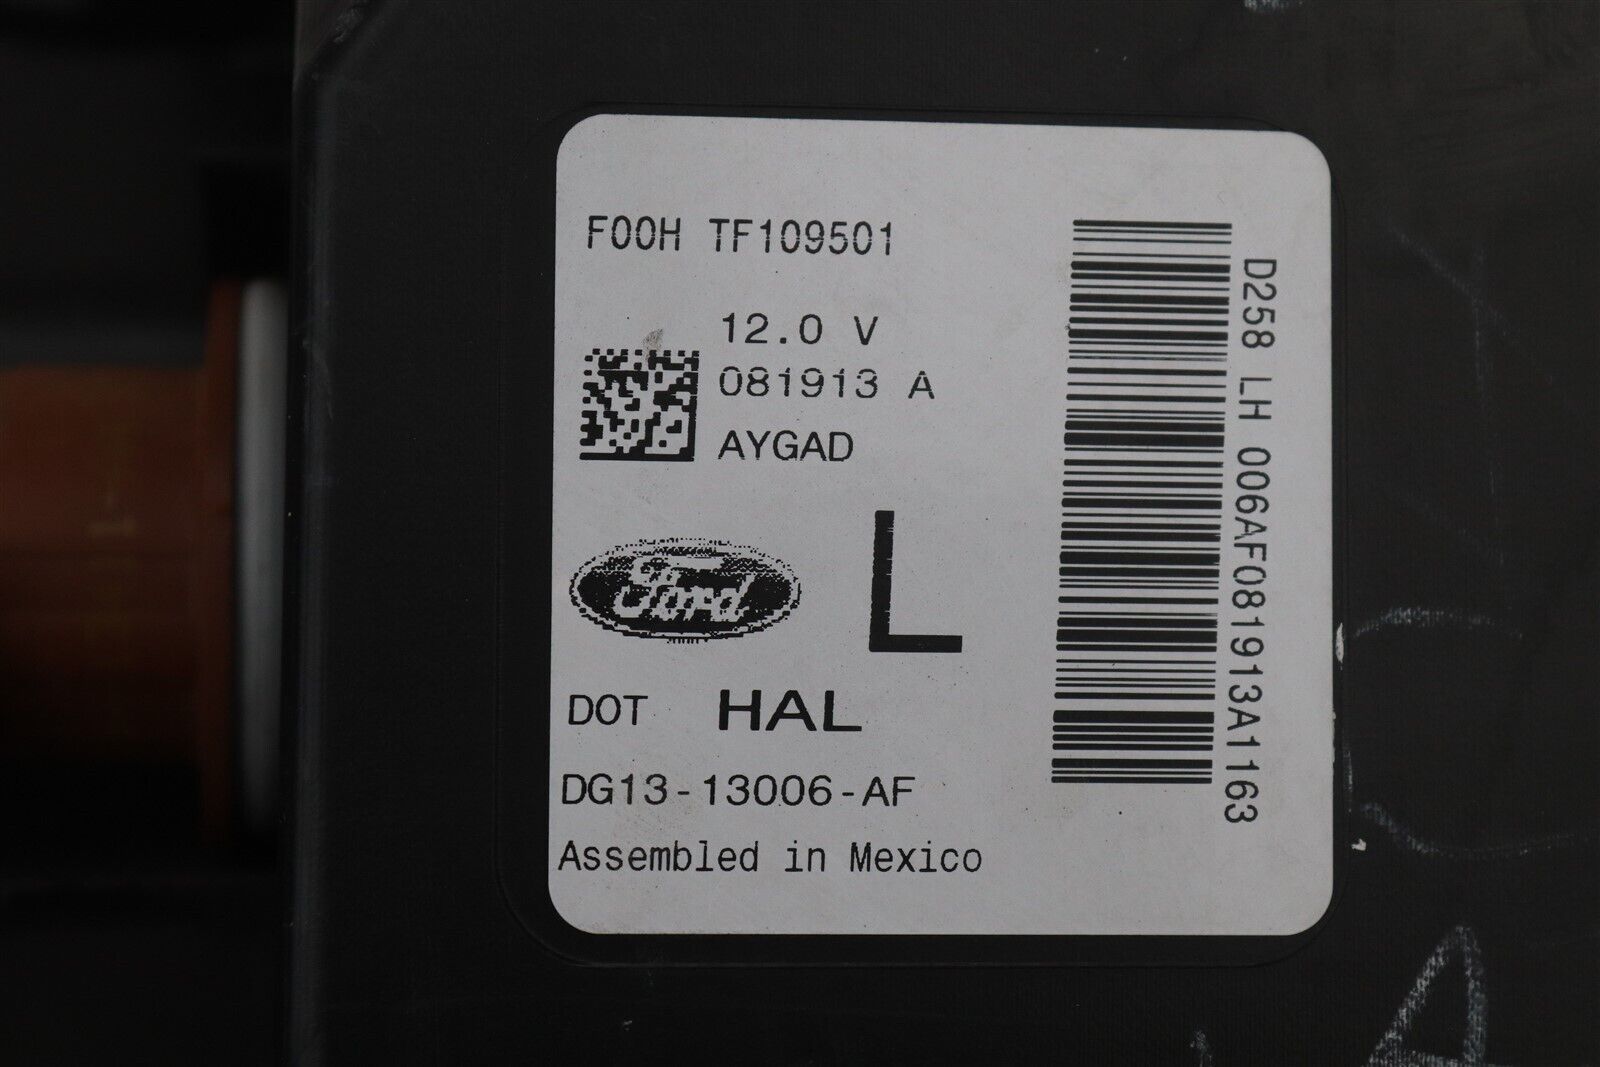 F00H TF109501
12.0 V
081913 A
AYGAD
Ford
L
DOT HAL
DG13-13006-AF
Assembled in Mexico
D258 LH 006AF081913A1163